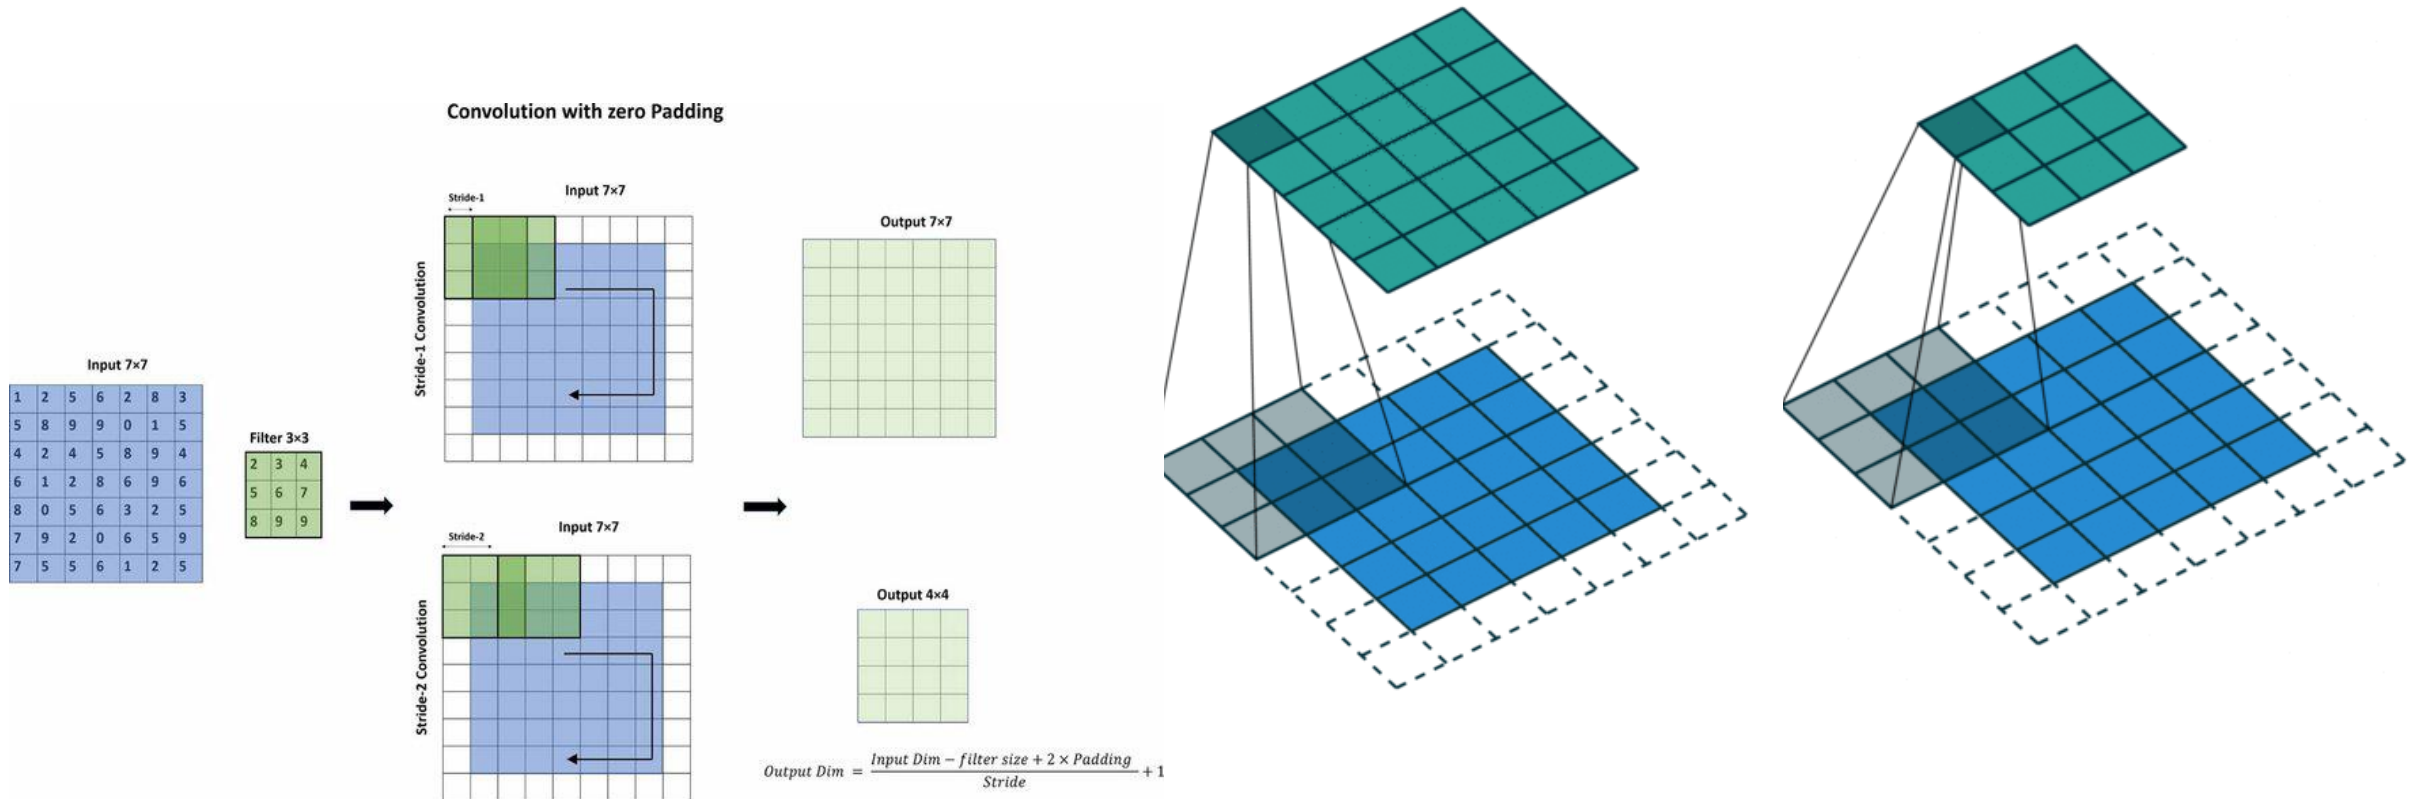 Convolution with zero Padding
Input 7×7
1 2 5 6 2 8 3
5 8 9 9 0 1 5
4 2 4 5 8 9 4
6 1 2 8 6 9 6
8 0 5 6 3 2 5
7 9 2 0 6 5 9
7 5 5 6 1 2 5
Filter 3×3
2 3 4
5 6 7
8 9 9
Stride-1
Input 7×7
Stride-1 Convolution
Output 7×7
Stride-2
Input 7×7
Stride-2 Convolution
Output 4×4
Output Dim = (Input Dim − filter size + 2 × Padding) / Stride + 1